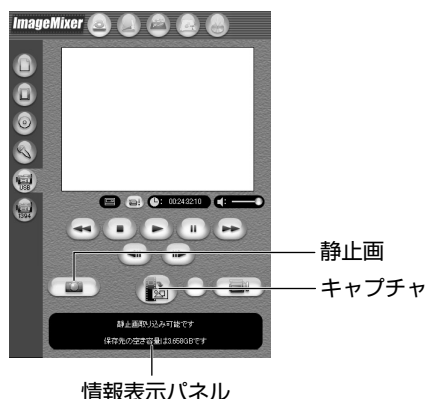 ImageMixer
USB
1394
00:24:32:10
静止画
キャプチャ
静止画取り込み可能です
保存先の空き容量は3.658GBです
情報表示パネル